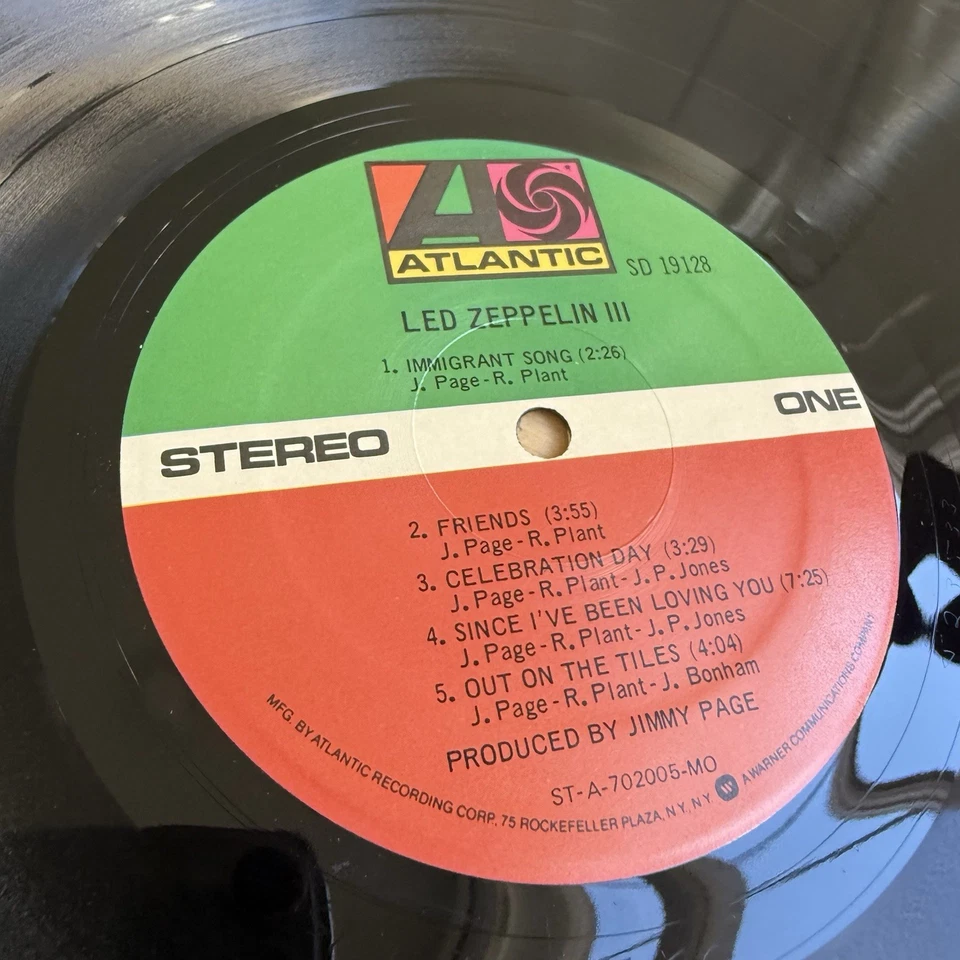 ATLANTIC
SD 19128
LED ZEPPELIN III
1. IMMIGRANT SONG (2:26)
J. Page - R. Plant
STEREO
ONE
2. FRIENDS (3:55)
J. Page - R. Plant
3. CELEBRATION DAY (3:29)
J. Page - R. Plant - J. P. Jones
4. SINCE I'VE BEEN LOVING YOU (7:25)
J. Page - R. Plant - J. P. Jones
5. OUT ON THE TILES (4:04)
J. Page - R. Plant - J. Bonham
PRODUCED BY JIMMY PAGE
ST-A-702005-MO
MFG. BY ATLANTIC RECORDING CORP., 75 ROCKEFELLER PLAZA, N.Y. N.Y. A WARNER COMMUNICATIONS COMPANY